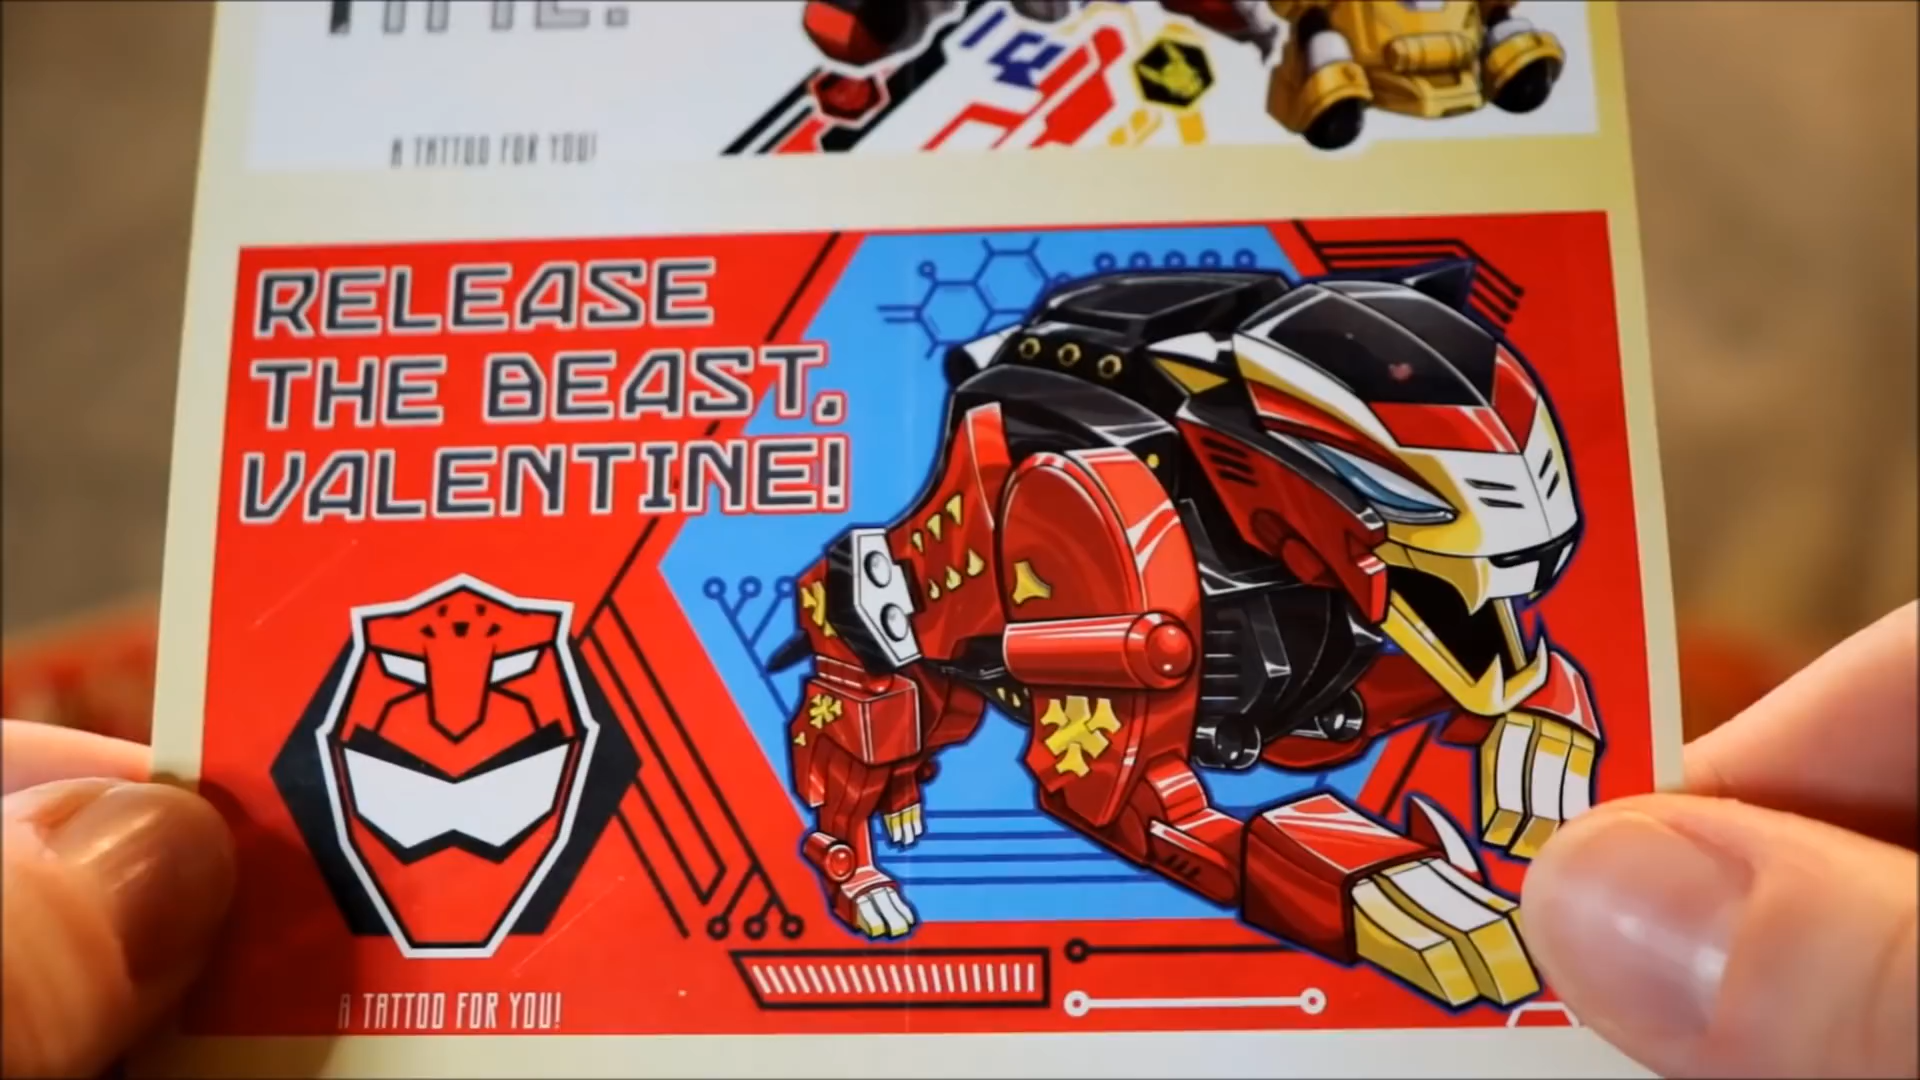 A TATTOO FOR YOU!
RELEASE
THE BEAST,
VALENTINE!
A TATTOO FOR YOU!